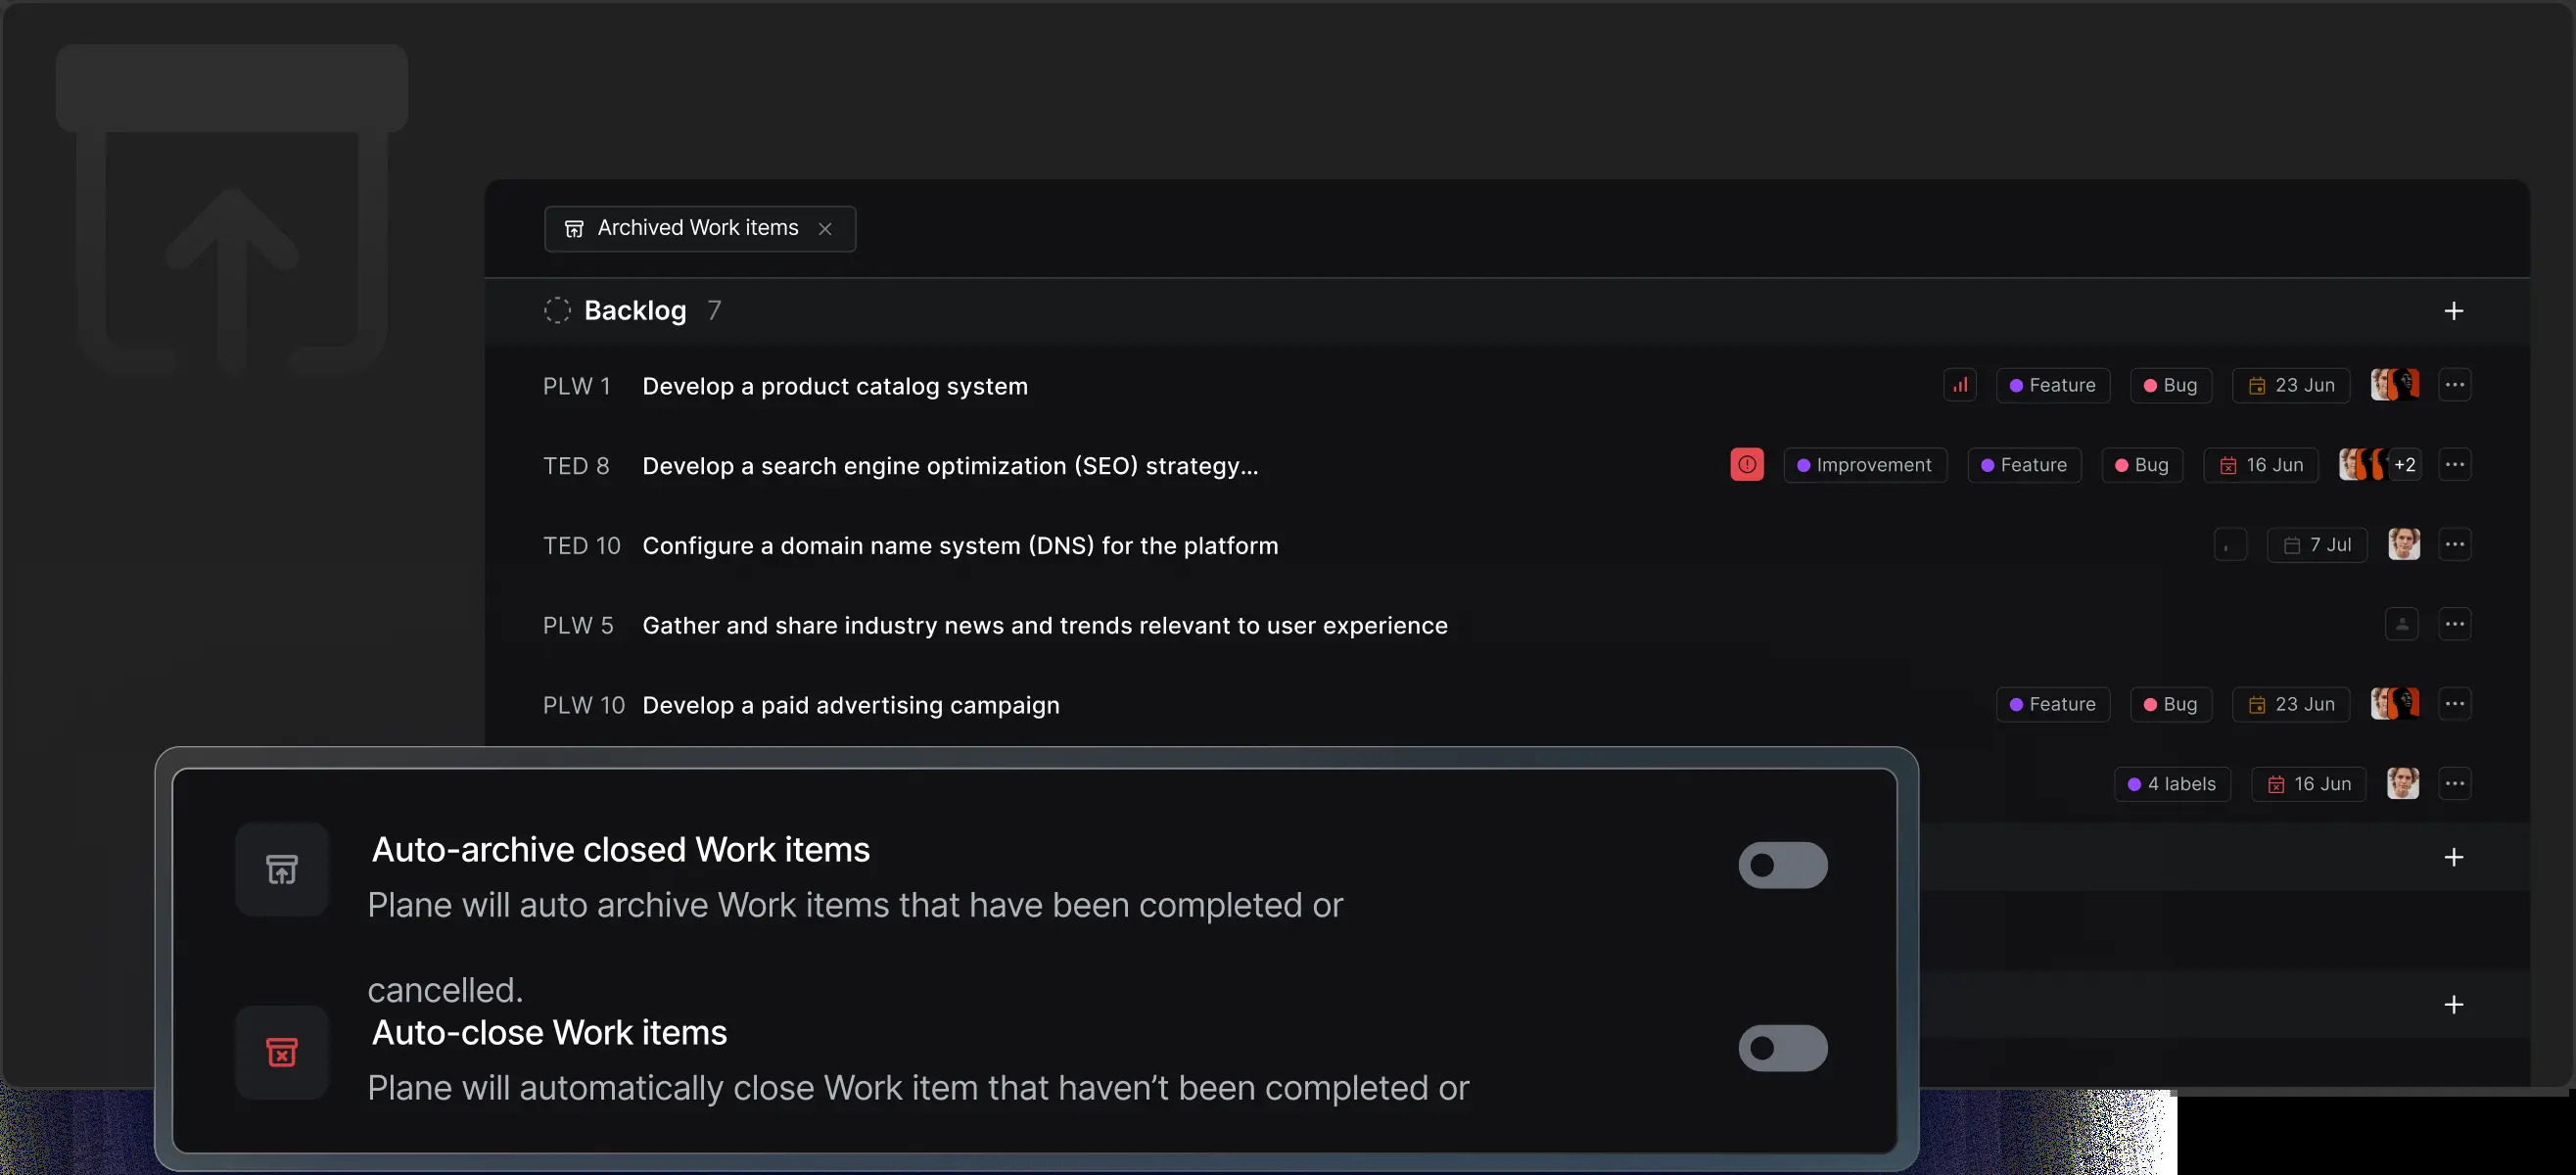 Archived Work items
Backlog 7
PLW 1 Develop a product catalog system Feature Bug 23 Jun
TED 8 Develop a search engine optimization (SEO) strategy... Improvement Feature Bug 16 Jun +2
TED 10 Configure a domain name system (DNS) for the platform 7 Jul
PLW 5 Gather and share industry news and trends relevant to user experience
PLW 10 Develop a paid advertising campaign Feature Bug 23 Jun
4 labels 16 Jun
Auto-archive closed Work items
Plane will auto archive Work items that have been completed or
cancelled.
Auto-close Work items
Plane will automatically close Work item that haven’t been completed or